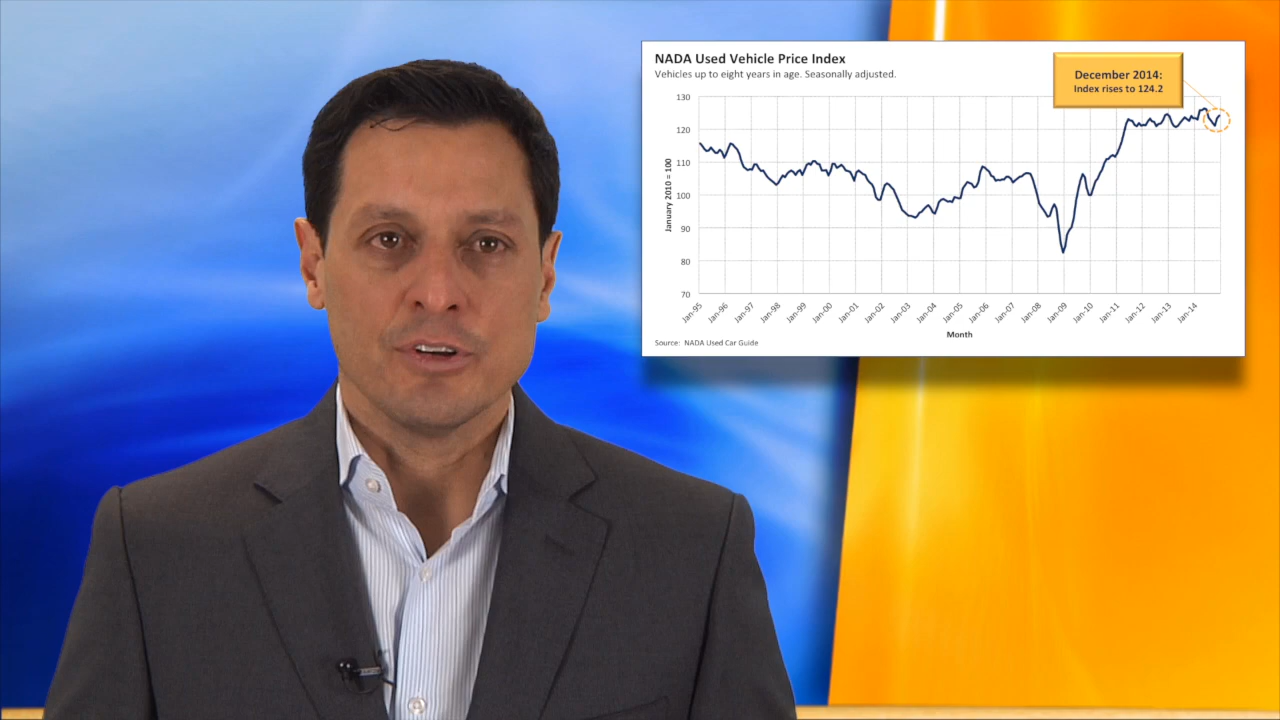 NADA Used Vehicle Price Index
Vehicles up to eight years in age. Seasonally adjusted.
December 2014:
Index rises to 124.2
130
120
110
100
90
80
70
January 2010 = 100
Jan-95
Jan-96
Jan-97
Jan-98
Jan-99
Jan-00
Jan-01
Jan-02
Jan-03
Jan-04
Jan-05
Jan-06
Jan-07
Jan-08
Jan-09
Jan-10
Jan-11
Jan-12
Jan-13
Jan-14
Month
Source: NADA Used Car Guide